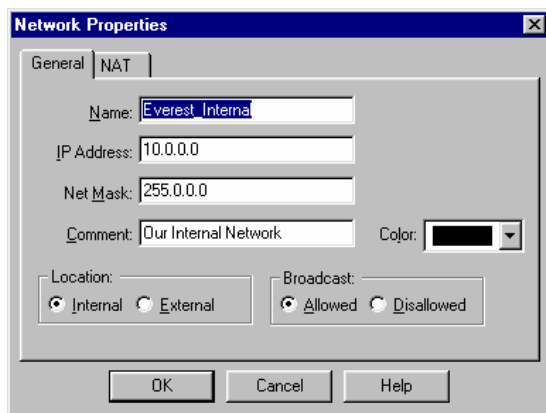 Network Properties
General NAT
Name: Everest_Internal
IP Address: 10.0.0.0
Net Mask: 255.0.0.0
Comment: Our Internal Network Color:
Location: Broadcast:
Internal External Allowed Disallowed
OK Cancel Help